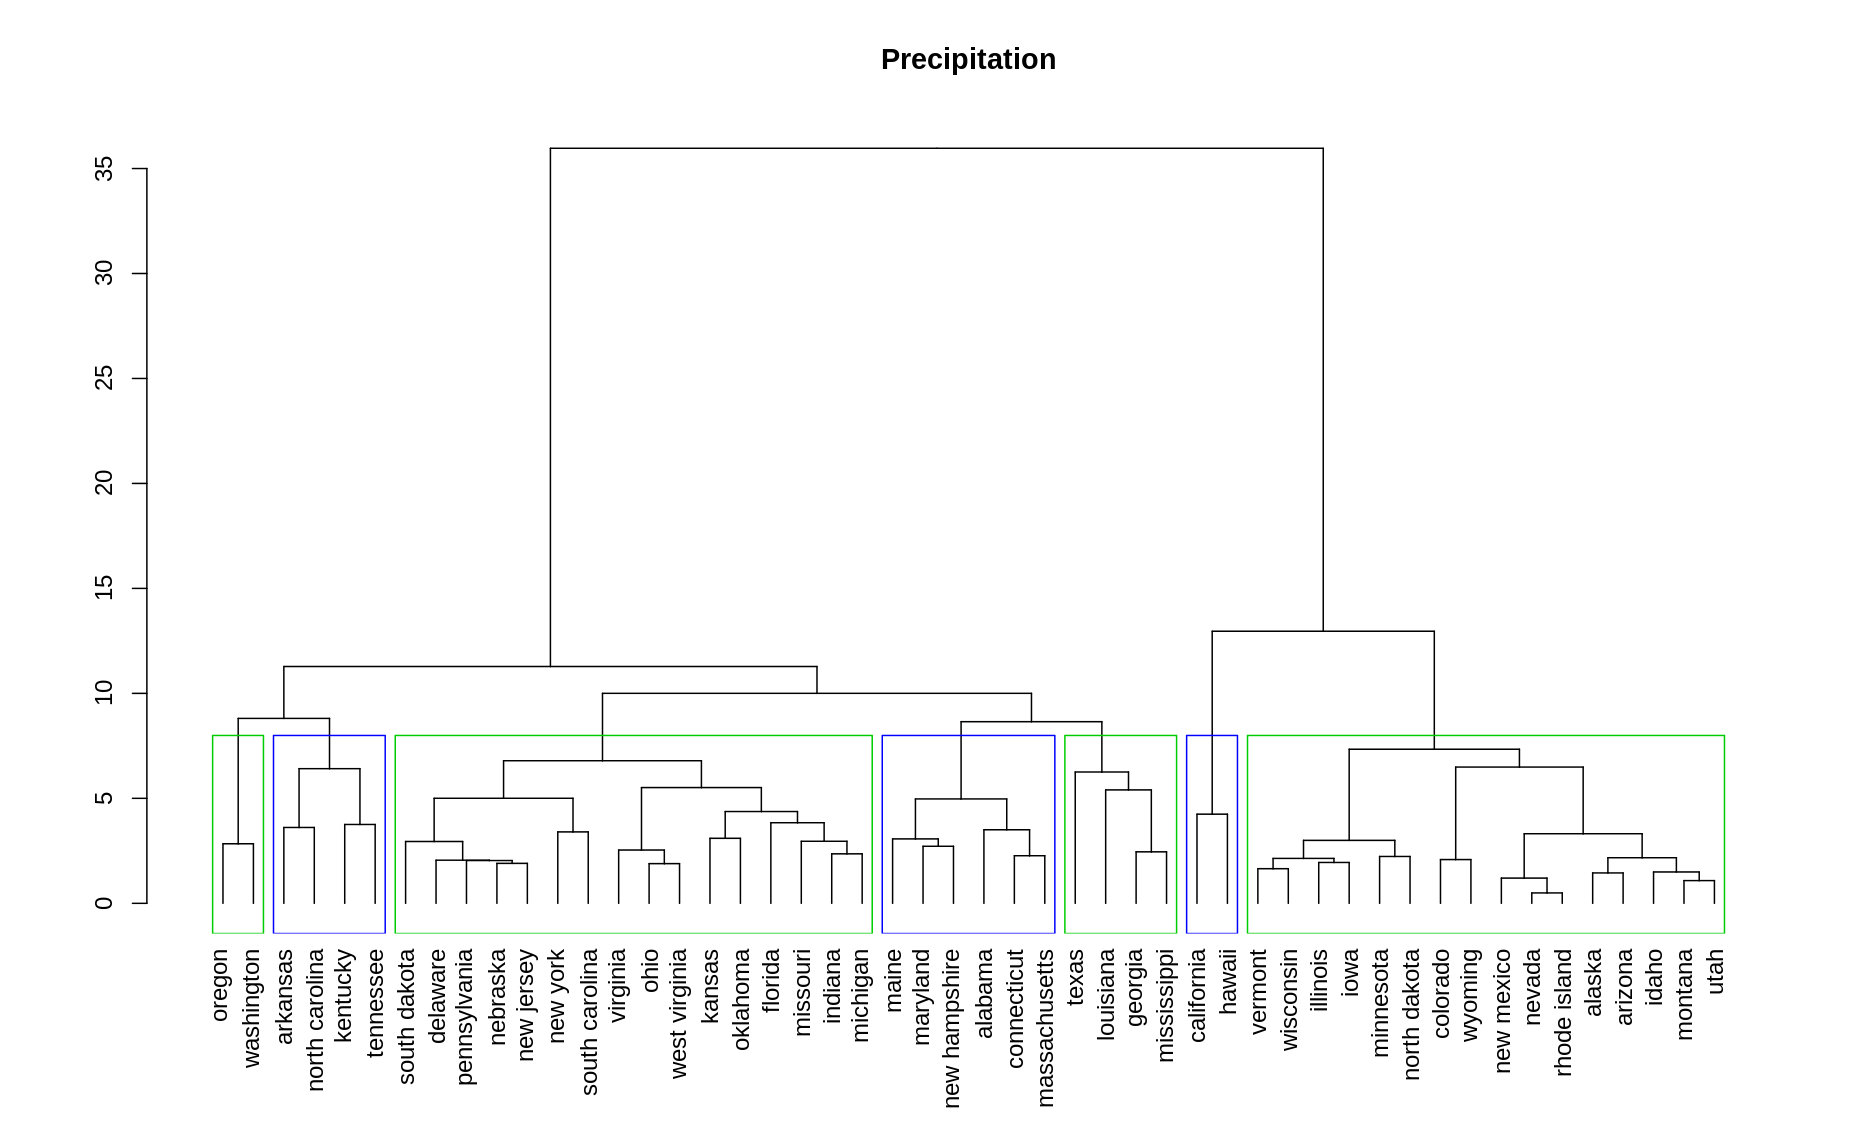 Precipitation
35
30
25
20
15
10
5
0
oregon
washington
arkansas
north carolina
kentucky
tennessee
south dakota
delaware
pennsylvania
nebraska
new jersey
new york
south carolina
virginia
ohio
west virginia
kansas
oklahoma
florida
missouri
indiana
michigan
maine
maryland
new hampshire
alabama
connecticut
massachusetts
texas
louisiana
georgia
mississippi
california
hawaii
vermont
wisconsin
illinois
iowa
minnesota
north dakota
colorado
wyoming
new mexico
nevada
rhode island
alaska
arizona
idaho
montana
utah